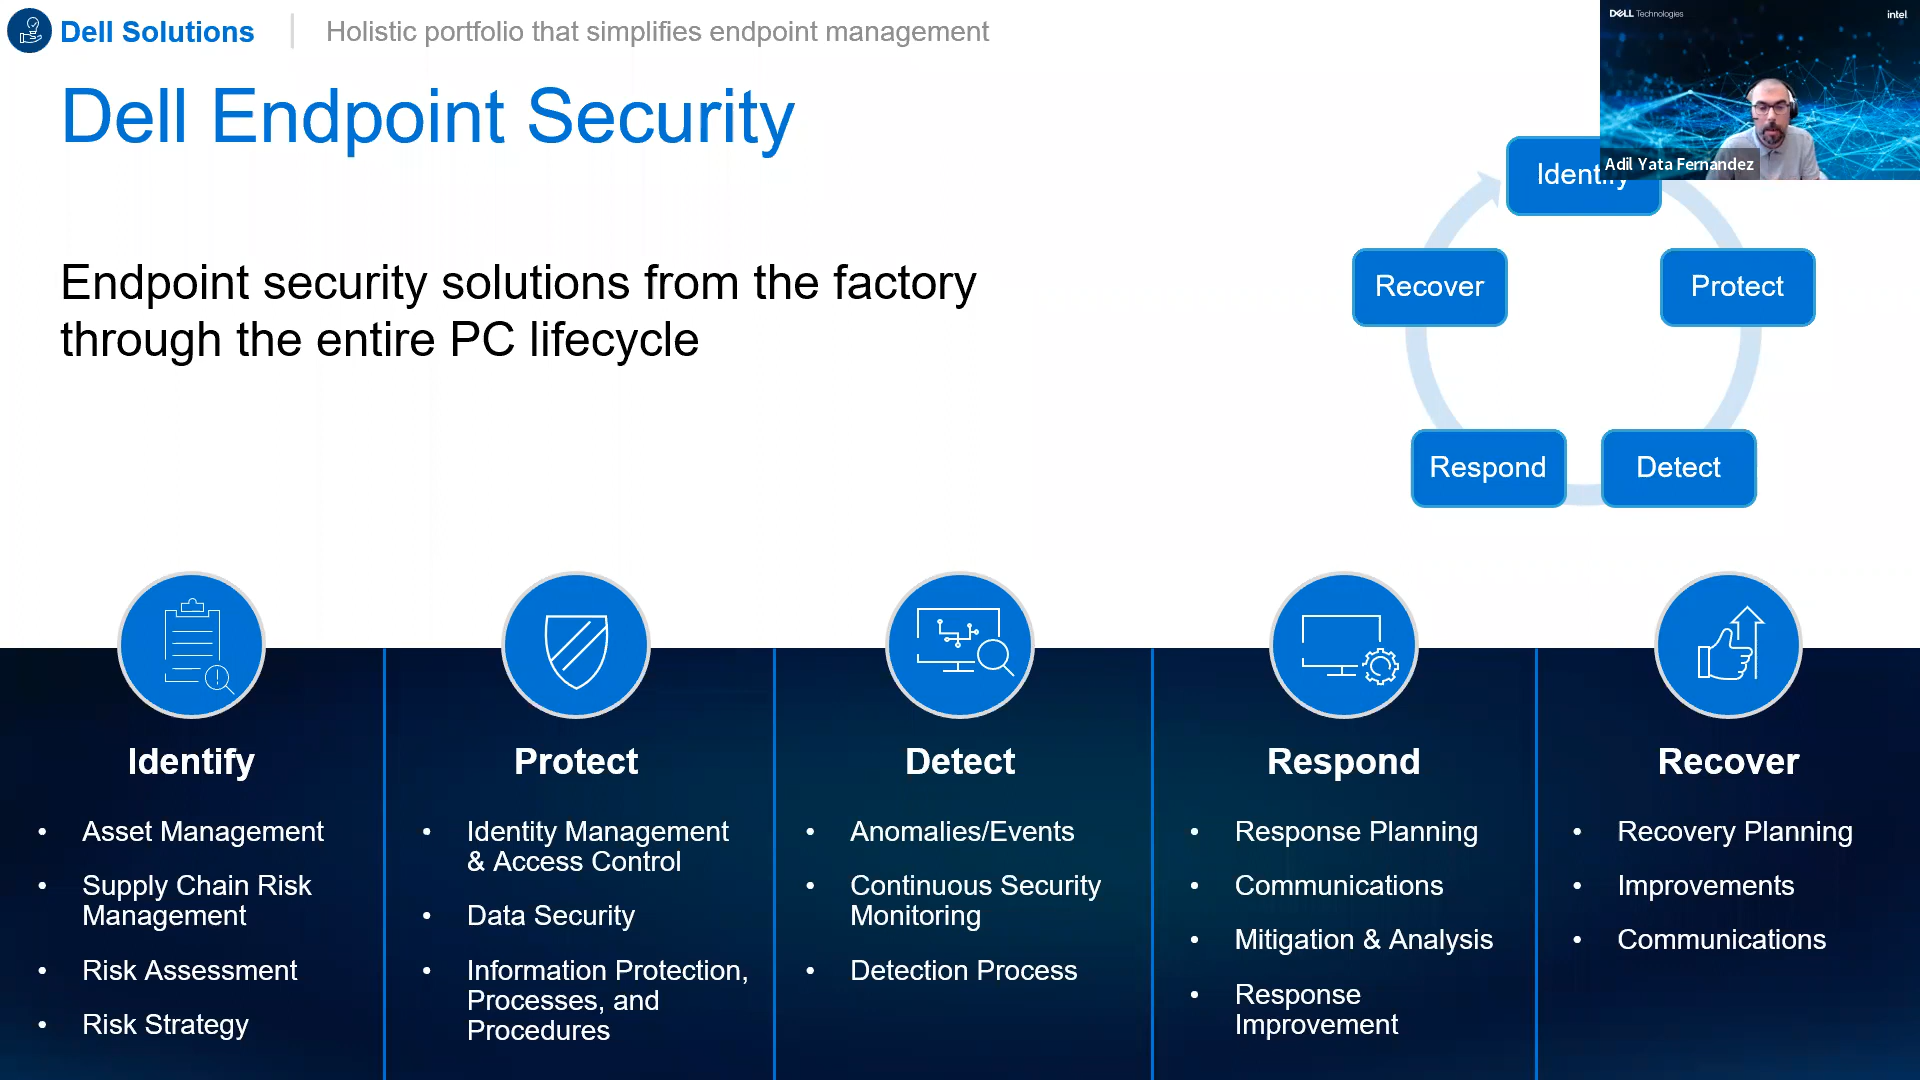 Dell Solutions
Holistic portfolio that simplifies endpoint management
DELL Technologies
intel
Dell Endpoint Security
Adil Yata Fernandez
Identify
Endpoint security solutions from the factory
through the entire PC lifecycle
Recover
Protect
Respond
Detect
Identify
• Asset Management
• Supply Chain Risk
Management
• Risk Assessment
• Risk Strategy
Protect
• Identity Management
& Access Control
• Data Security
• Information Protection,
Processes, and
Procedures
Detect
• Anomalies/Events
• Continuous Security
Monitoring
• Detection Process
Respond
• Response Planning
• Communications
• Mitigation & Analysis
• Response
Improvement
Recover
• Recovery Planning
• Improvements
• Communications